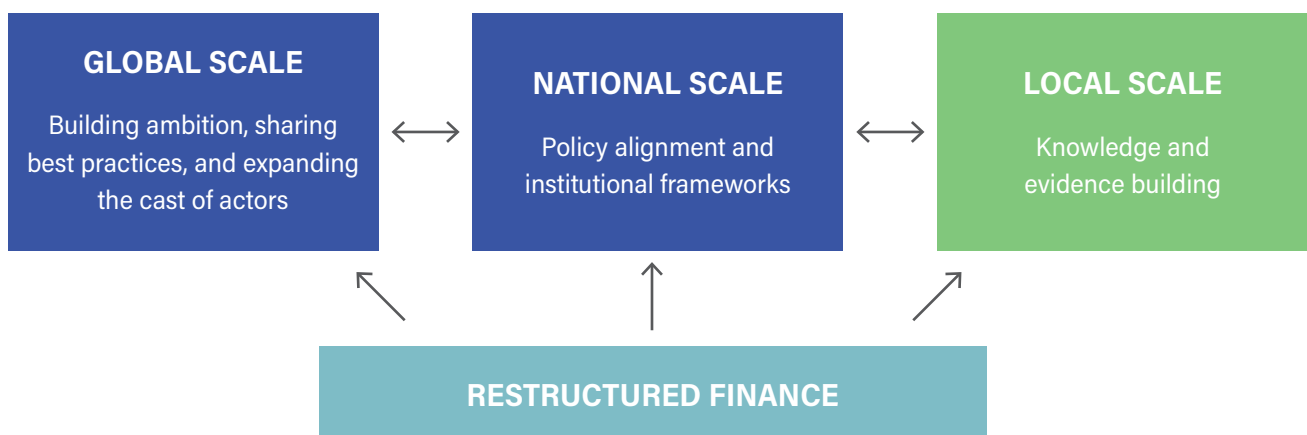 GLOBAL SCALE
Building ambition, sharing
best practices, and expanding
the cast of actors
NATIONAL SCALE
Policy alignment and
institutional frameworks
LOCAL SCALE
Knowledge and
evidence building
RESTRUCTURED FINANCE